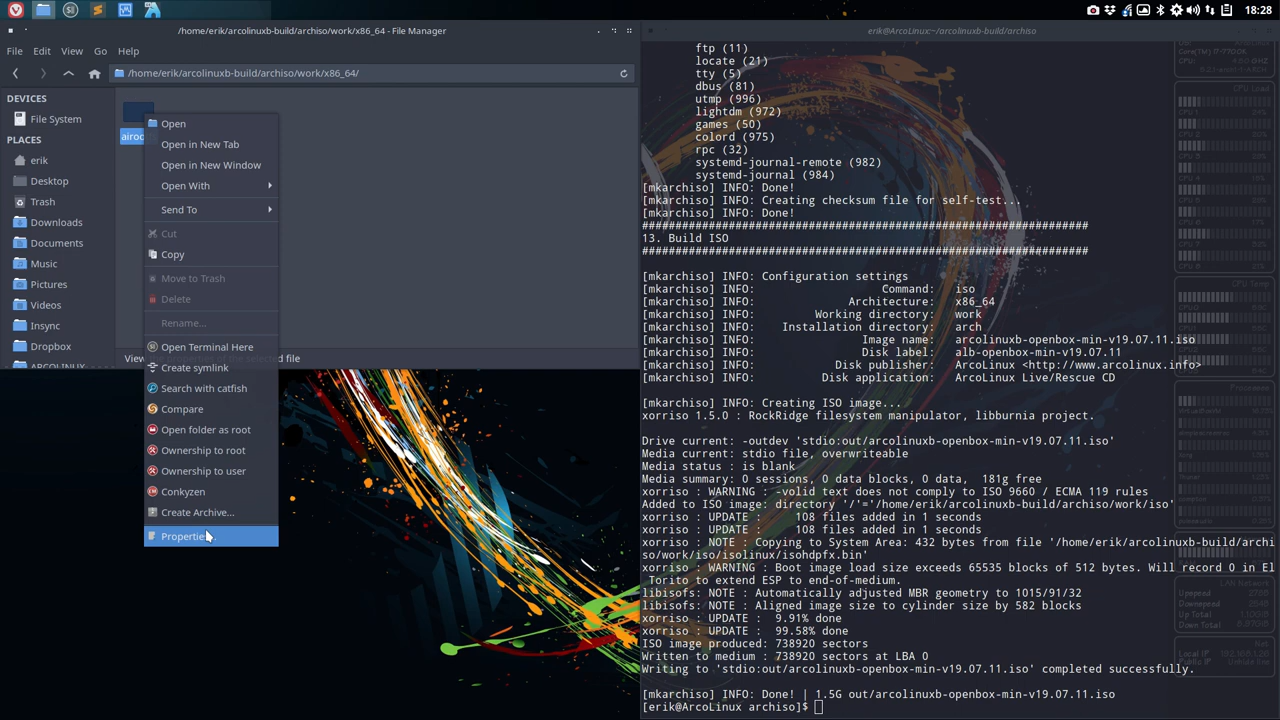 18:28
/home/erik/arcolinuxb-build/archiso/work/x86_64 - File Manager
File Edit View Go Help
/home/erik/arcolinuxb-build/archiso/work/x86_64/
DEVICES
File System
PLACES
erik
Desktop
Trash
Downloads
Documents
Music
Pictures
Videos
Insync
Dropbox
ARCOLINUX
Open
Open in New Tab
Open in New Window
Open With
Send To
Cut
Copy
Move to Trash
Delete
Rename...
Open Terminal Here
Create symlink
Search with catfish
Compare
Open folder as root
Ownership to root
Ownership to user
Conkyzen
Create Archive...
Properties...
erik@ArcoLinux:~/arcolinuxb-build/archiso
ftp (11)
locate (21)
tty (5)
dbus (81)
utmp (996)
lightdm (972)
games (50)
colord (975)
rpc (32)
systemd-journal-remote (982)
systemd-journal (984)
[mkarchiso] INFO: Done!
[mkarchiso] INFO: Creating checksum file for self-test...
[mkarchiso] INFO: Done!
###################################################################
13. Build ISO
###################################################################
[mkarchiso] INFO: Configuration settings
[mkarchiso] INFO: Command: iso
[mkarchiso] INFO: Architecture: x86_64
[mkarchiso] INFO: Working directory: work
[mkarchiso] INFO: Installation directory: arch
[mkarchiso] INFO: Image name: arcolinuxb-openbox-min-v19.07.11.iso
[mkarchiso] INFO: Disk label: alb-openbox-min-v19.07.11
[mkarchiso] INFO: Disk publisher: ArcoLinux <http://www.arcolinux.info>
[mkarchiso] INFO: Disk application: ArcoLinux Live/Rescue CD
[mkarchiso] INFO: Creating ISO image...
xorriso 1.5.0 : RockRidge filesystem manipulator, libburnia project.
Drive current: -outdev 'stdio:out/arcolinuxb-openbox-min-v19.07.11.iso'
Media current: stdio file, overwriteable
Media status : is blank
Media summary: 0 sessions, 0 data blocks, 0 data, 181g free
xorriso : WARNING : -volid text does not comply to ISO 9660 / ECMA 119 rules
Added to ISO image: directory '/'='/home/erik/arcolinuxb-build/archiso/work/iso'
xorriso : UPDATE : 108 files added in 1 seconds
xorriso : UPDATE : 108 files added in 1 seconds
xorriso : NOTE : Copying to System Area: 432 bytes from file '/home/erik/arcolinuxb-build/archi
so/work/iso/isolinux/isohdpfx.bin'
xorriso : WARNING : Boot image load size exceeds 65535 blocks of 512 bytes. Will record 0 in El
Torito to extend ESP to end-of-medium.
libisofs: NOTE : Automatically adjusted MBR geometry to 1015/91/32
libisofs: NOTE : Aligned image size to cylinder size by 582 blocks
xorriso : UPDATE : 9.91% done
xorriso : UPDATE : 99.58% done
ISO image produced: 738920 sectors
Written to medium : 738920 sectors at LBA 0
Writing to 'stdio:out/arcolinuxb-openbox-min-v19.07.11.iso' completed successfully.
[mkarchiso] INFO: Done! | 1.5G out/arcolinuxb-openbox-min-v19.07.11.iso
[erik@ArcoLinux archiso]$